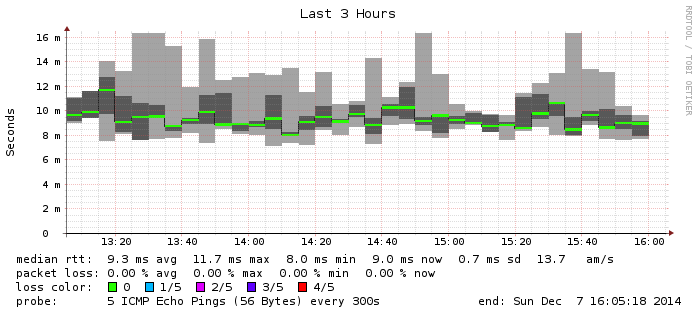 Last 3 Hours
RRDTOOL / TOBI OETIKER
Seconds
16 m
14 m
12 m
10 m
8 m
6 m
4 m
2 m
0
13:20 13:40 14:00 14:20 14:40 15:00 15:20 15:40 16:00
median rtt: 9.3 ms avg 11.7 ms max 8.0 ms min 9.0 ms now 0.7 ms sd 13.7 am/s
packet loss: 0.00 % avg 0.00 % max 0.00 % min 0.00 % now
loss color: 0 1/5 2/5 3/5 4/5
probe: 5 ICMP Echo Pings (56 Bytes) every 300s end: Sun Dec 7 16:05:18 2014